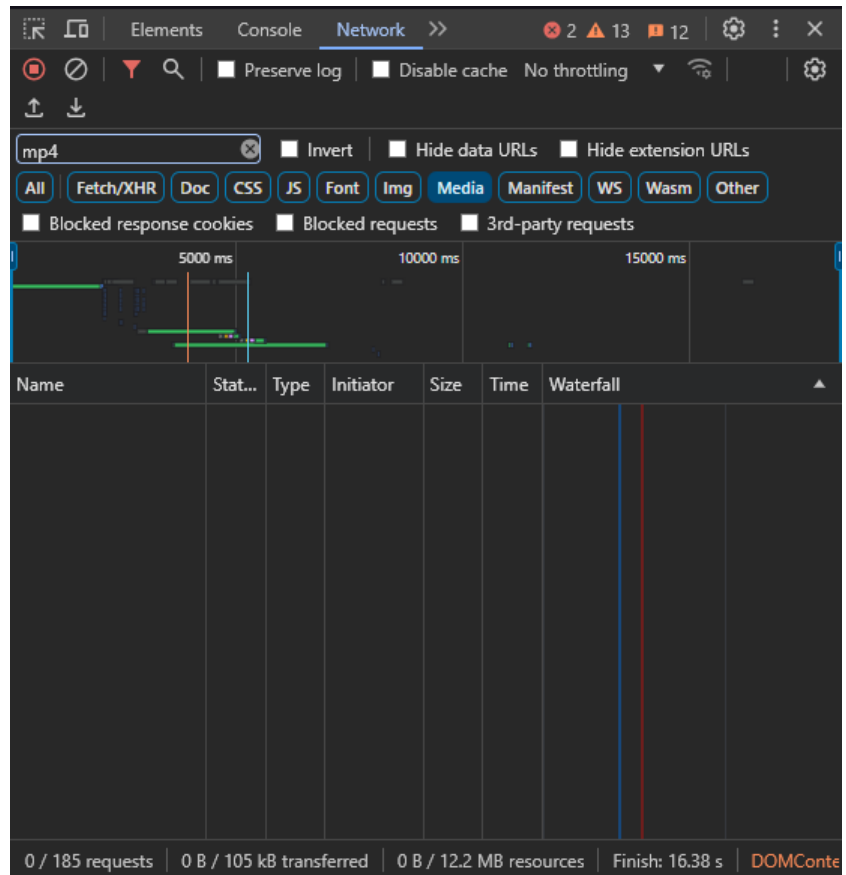 Elements Console Network 2 13 12
Preserve log Disable cache No throttling
mp4 Invert Hide data URLs Hide extension URLs
All Fetch/XHR Doc CSS JS Font Img Media Manifest WS Wasm Other
Blocked response cookies Blocked requests 3rd-party requests
5000 ms 10000 ms 15000 ms
Name Stat... Type Initiator Size Time Waterfall
0 / 185 requests 0 B / 105 kB transferred 0 B / 12.2 MB resources Finish: 16.38 s DOMConte